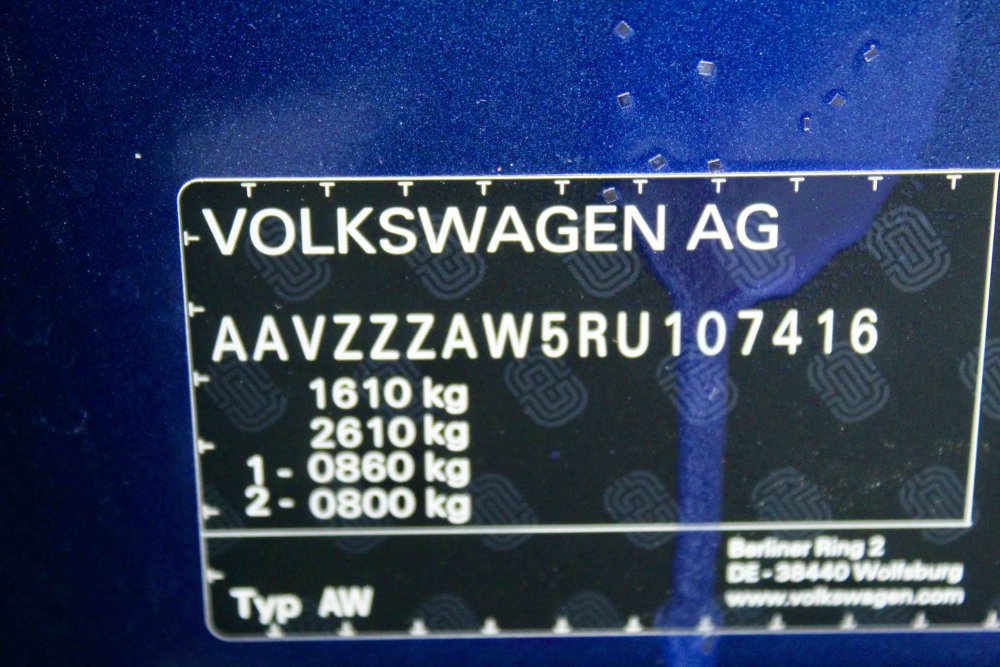 VOLKSWAGEN AG
AAVZZZAW5RU107416
1610 kg
2610 kg
1 - 0860 kg
2 - 0800 kg
Berliner Ring 2
DE - 38440 Wolfsburg
www.volkswagen.com
Typ AW